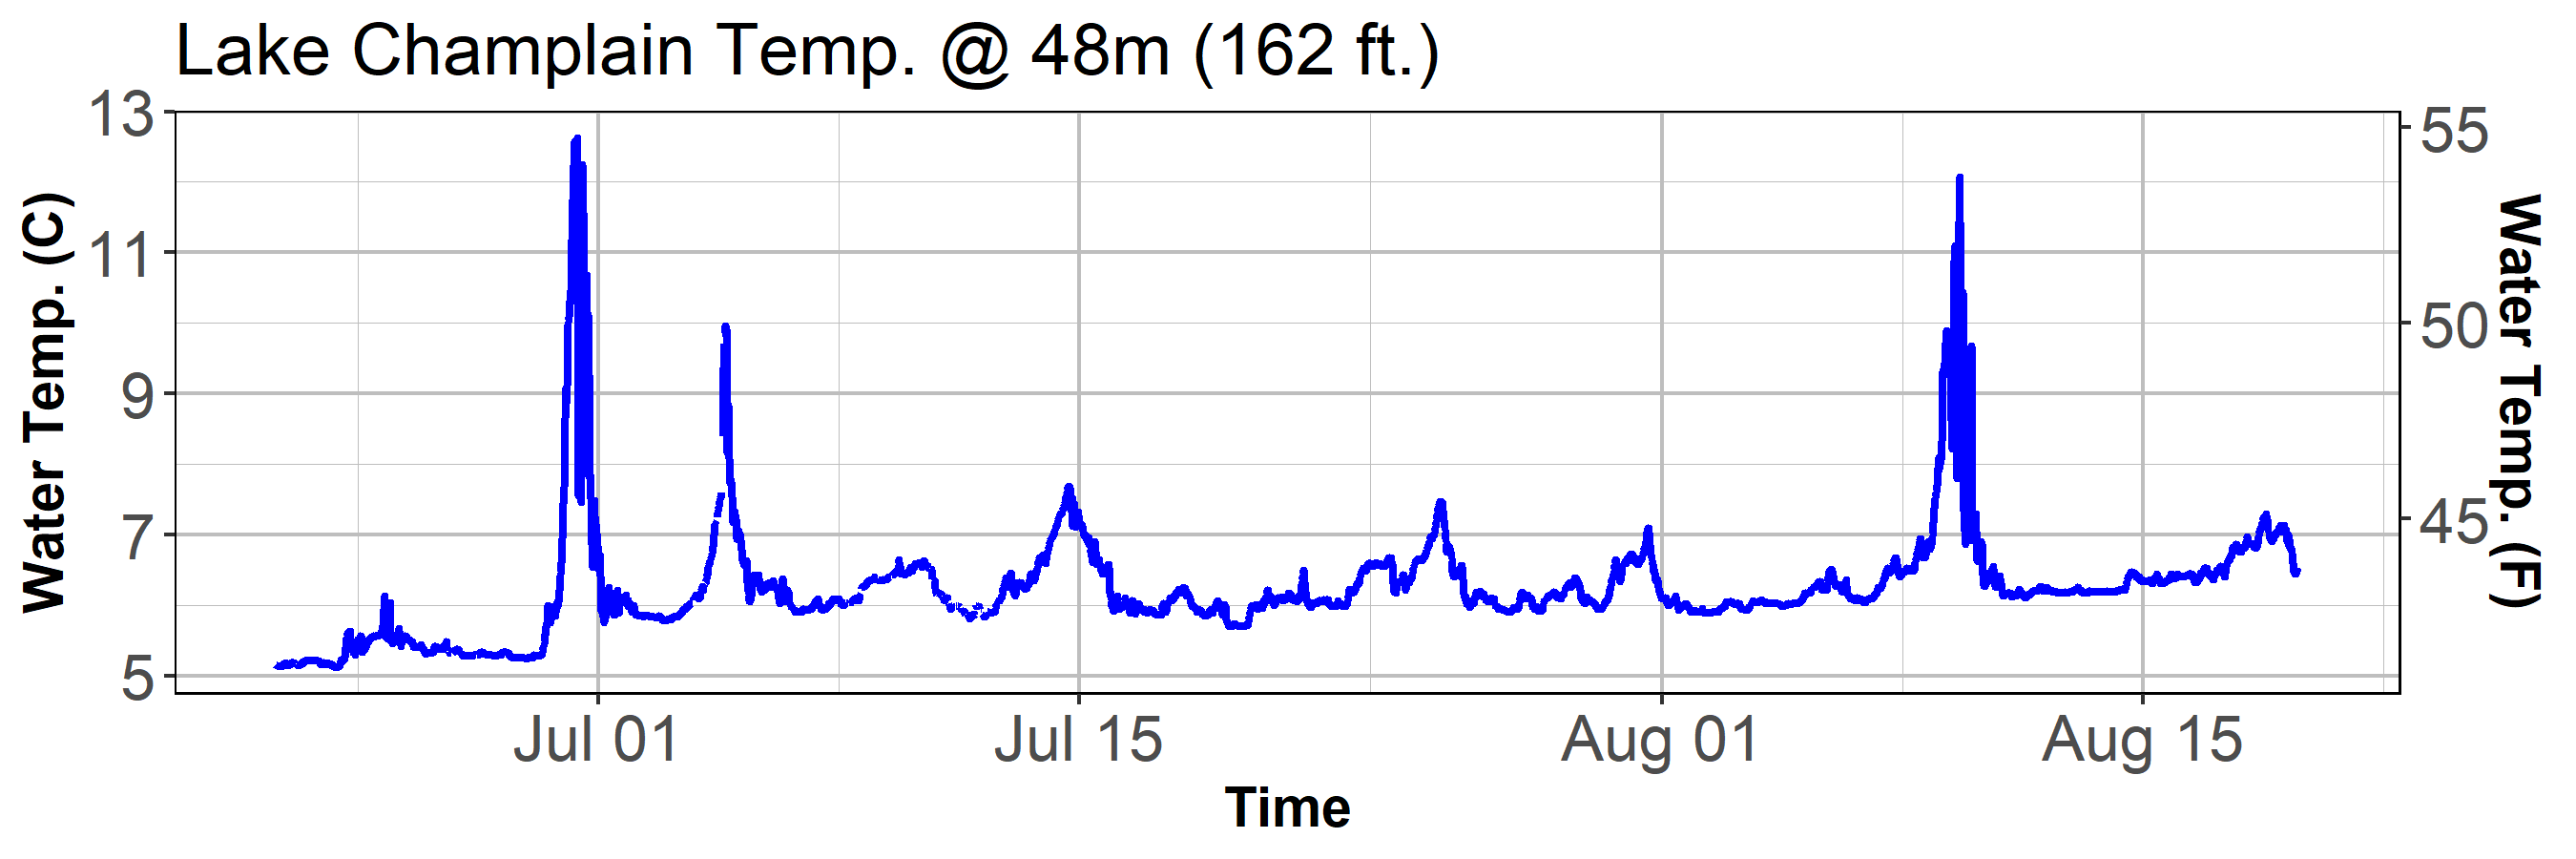 Lake Champlain Temp. @ 48m (162 ft.)
Water Temp. (C)
13
11
9
7
5
55
50
45
Water Temp. (F)
Jul 01
Jul 15
Aug 01
Aug 15
Time